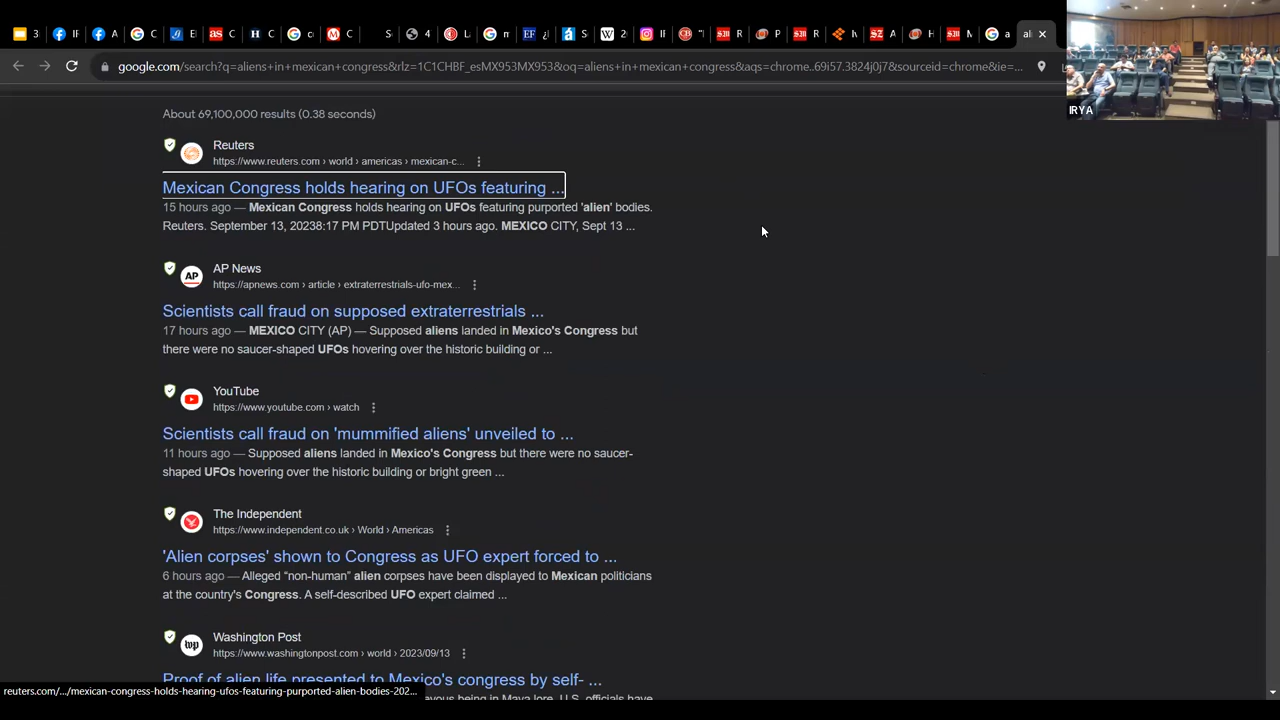 google.com/search?q=aliens+in+mexican+congress&rlz=1C1CHBF_esMX953MX953&oq=aliens+in+mexican+congress&aqs=chrome..69i57.3824j0j7&sourceid=chrome&ie=...
IRYA
About 69,100,000 results (0.38 seconds)
Reuters
https://www.reuters.com › world › americas › mexican-c...
Mexican Congress holds hearing on UFOs featuring ...
15 hours ago — Mexican Congress holds hearing on UFOs featuring purported 'alien' bodies.
Reuters. September 13, 20238:17 PM PDTUpdated 3 hours ago. MEXICO CITY, Sept 13 ...
AP News
https://apnews.com › article › extraterrestrials-ufo-mex...
Scientists call fraud on supposed extraterrestrials ...
17 hours ago — MEXICO CITY (AP) — Supposed aliens landed in Mexico's Congress but
there were no saucer-shaped UFOs hovering over the historic building or ...
YouTube
https://www.youtube.com › watch
Scientists call fraud on 'mummified aliens' unveiled to ...
11 hours ago — Supposed aliens landed in Mexico's Congress but there were no saucer-
shaped UFOs hovering over the historic building or bright green ...
The Independent
https://www.independent.co.uk › World › Americas
'Alien corpses' shown to Congress as UFO expert forced to ...
6 hours ago — Alleged “non-human” alien corpses have been displayed to Mexican politicians
at the country's Congress. A self-described UFO expert claimed ...
Washington Post
https://www.washingtonpost.com › world › 2023/09/13
Proof of alien life presented to Mexico's congress by self- ...
being in Maya lore. U.S. officials have
reuters.com/.../mexican-congress-holds-hearing-ufos-featuring-purported-alien-bodies-202...